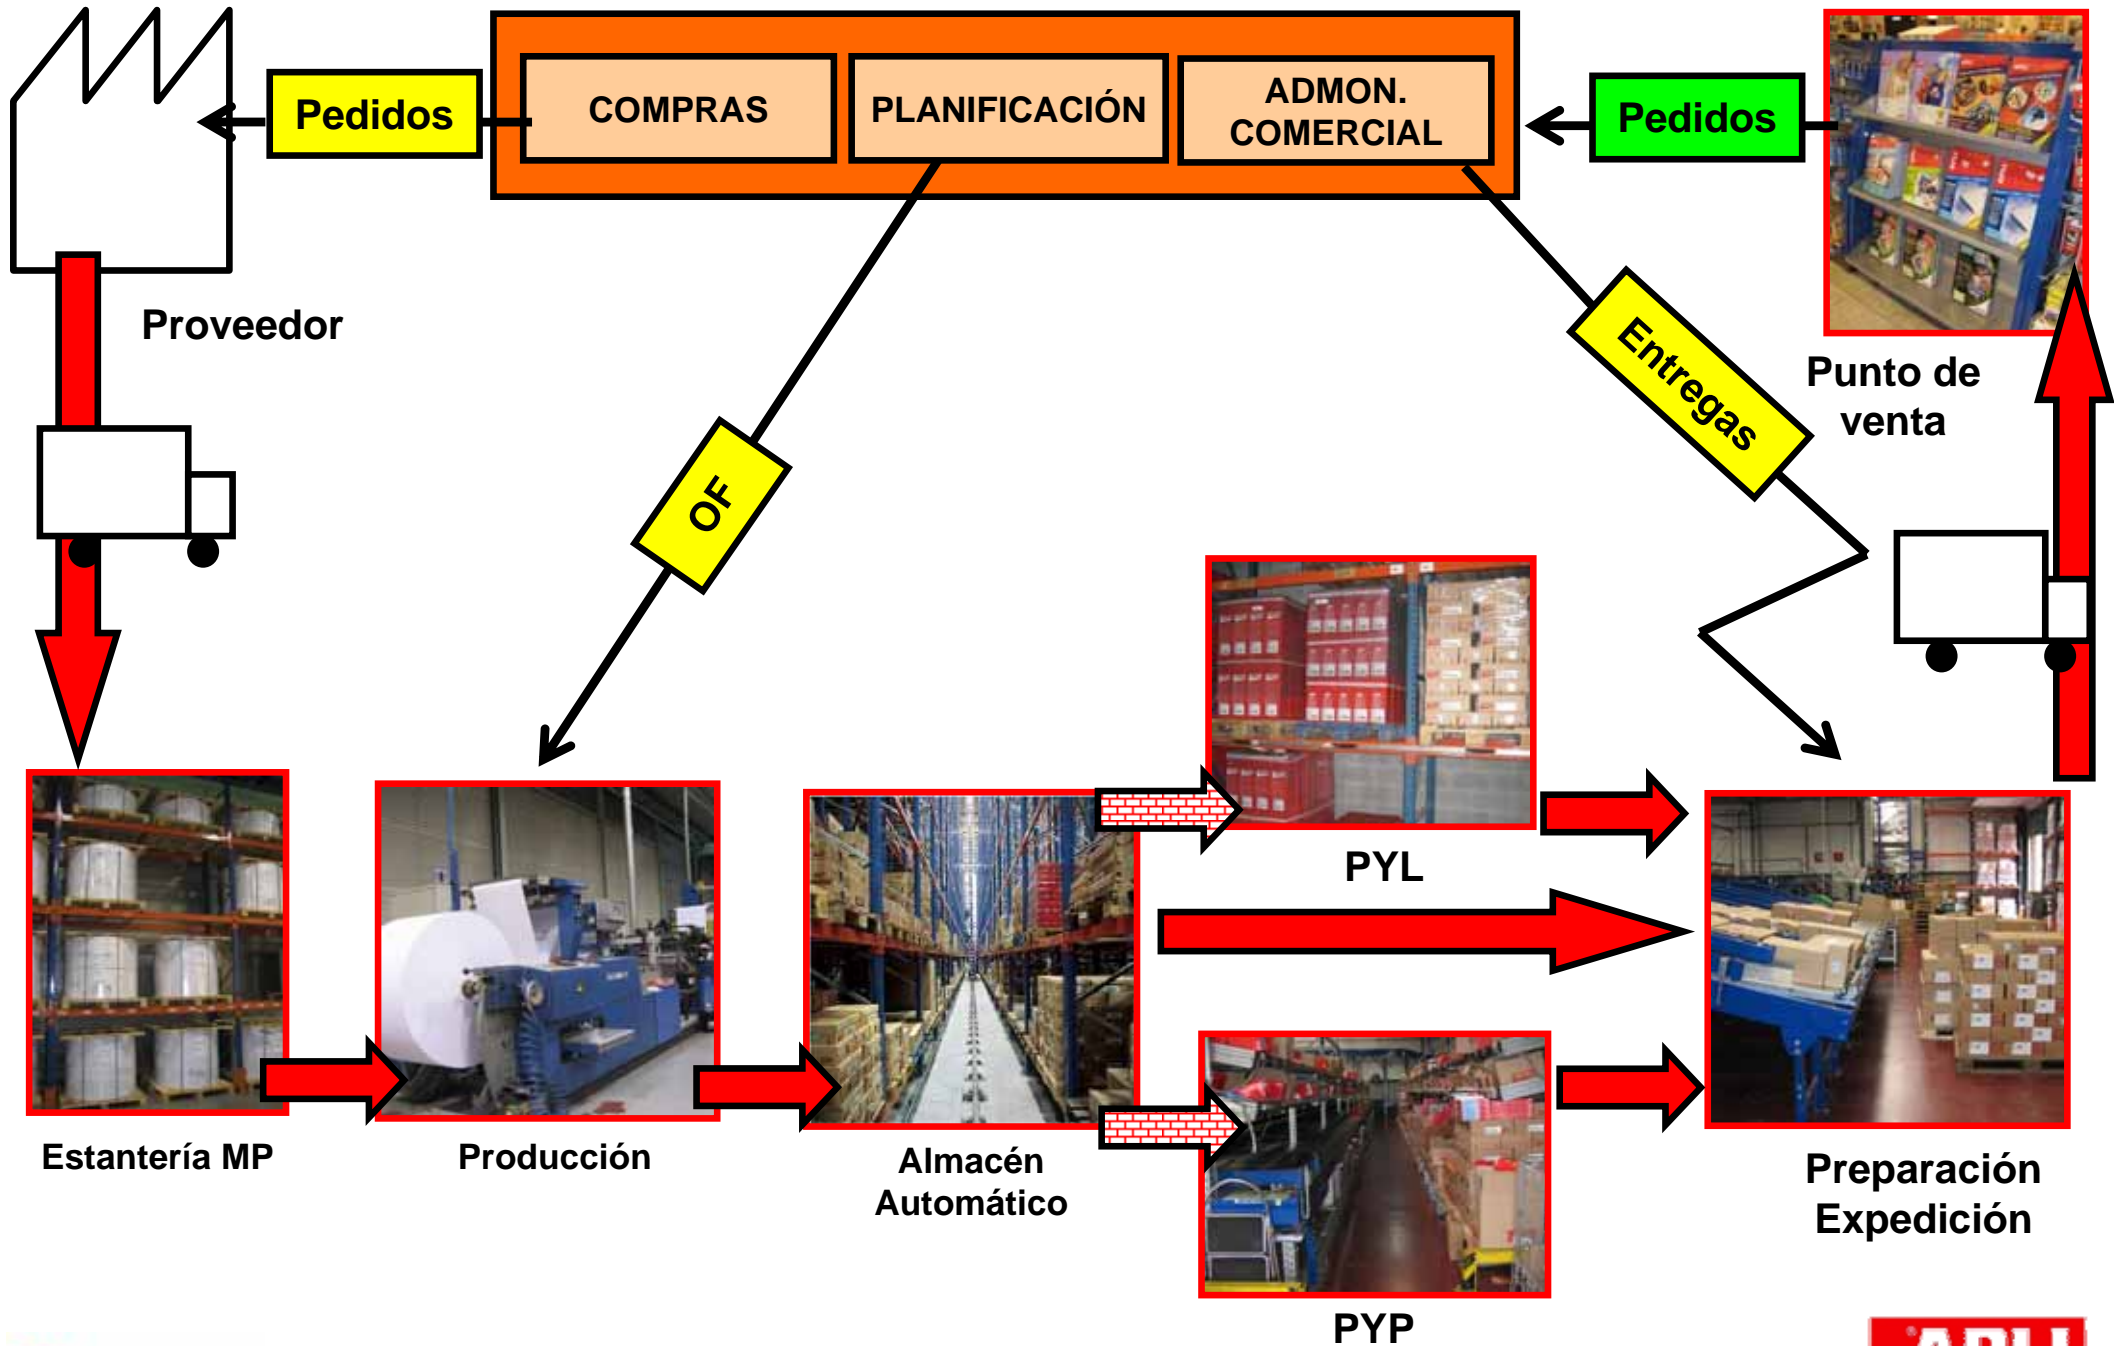 Pedidos
COMPRAS
PLANIFICACIÓN
ADMON.
COMERCIAL
Pedidos
Proveedor
Punto de
venta
Entregas
OF
PYL
Estantería MP
Producción
Almacén
Automático
Preparación
Expedición
PYP